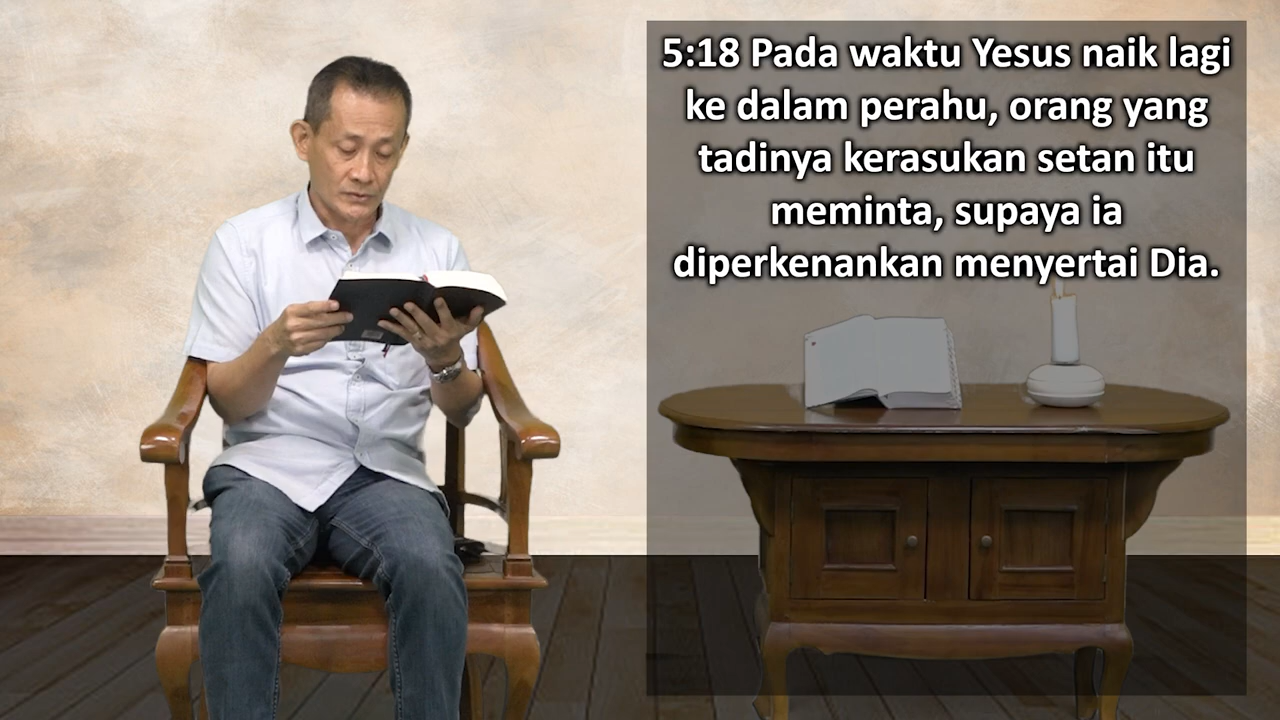 5:18 Pada waktu Yesus naik lagi
ke dalam perahu, orang yang
tadinya kerasukan setan itu
meminta, supaya ia
diperkenankan menyertai Dia.